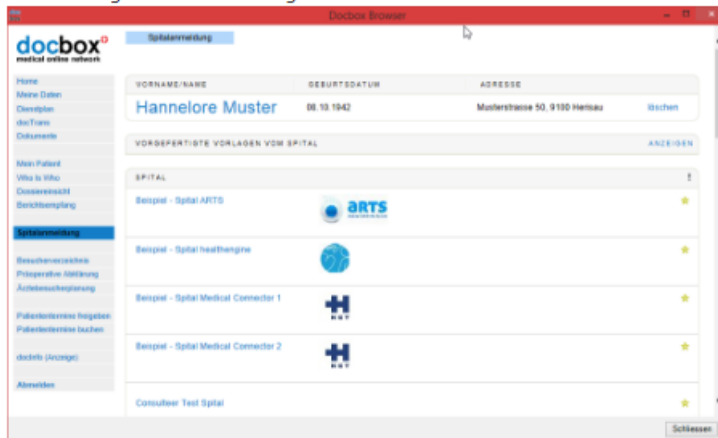 Docbox Browser
docbox
medical online network
Spitalanmeldung
Home
Meine Daten
Dienstplan
docTrans
Dokumente
Mein Patient
Who is Who
Dossiereinsicht
Berichtsempfang
Spitalanmeldung
Besucherverzeichnis
Präoperative Abklärung
Ärztebesuchsplanung
Patiententermine freigeben
Patiententermine buchen
docInfo (Anzeige)
Abmelden
VORNAME/NAME GEBURTSDATUM ADRESSE
Hannelore Muster 08.10.1942 Musterstrasse 50, 9100 Herisau löschen
VORGEFERTIGTE VORLAGEN VOM SPITAL ANZEIGEN
SPITAL
Beispiel - Spital ARTS
ARTS
Beispiel - Spital healthengine
Beispiel - Spital Medical Connector 1
HGT
Beispiel - Spital Medical Connector 2
HGT
Consulteer Test Spital
Schliessen